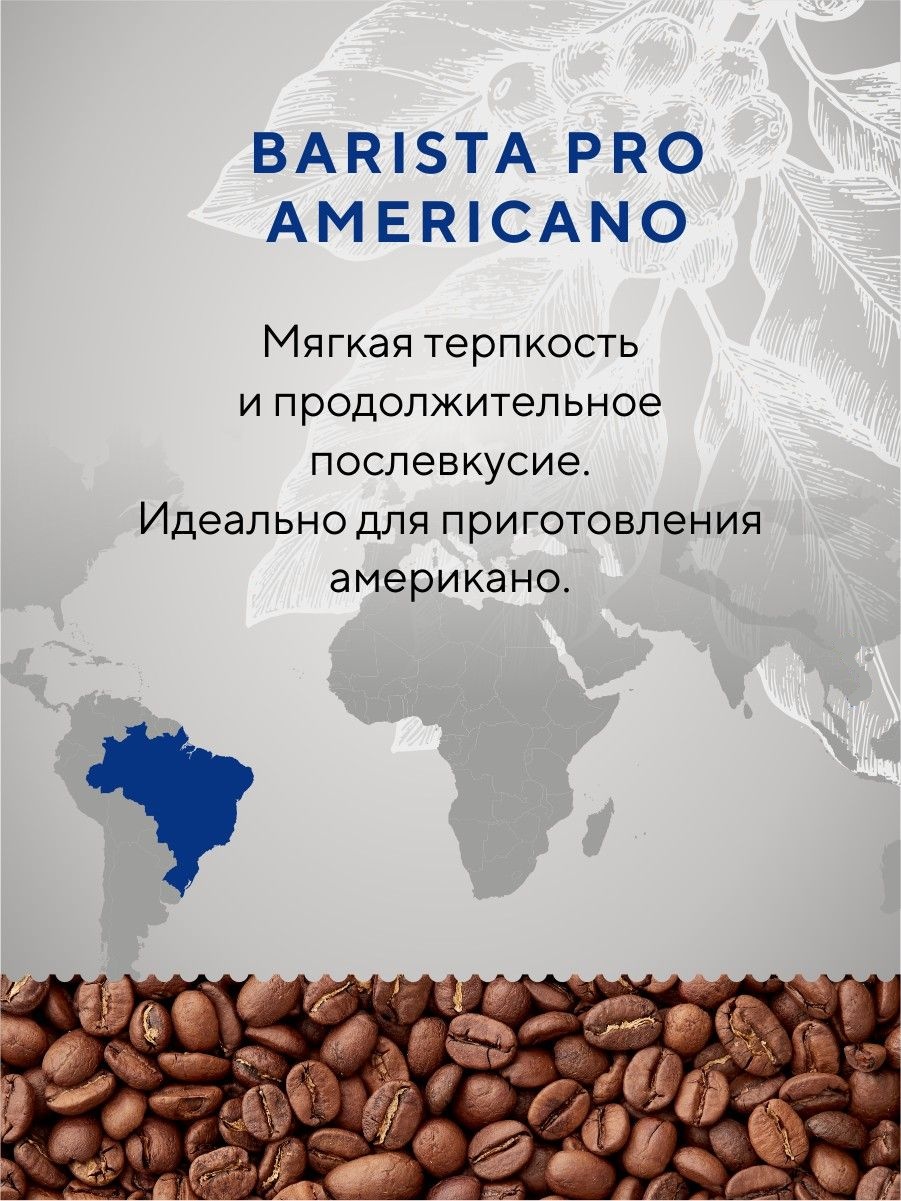 BARISTA PRO
AMERICANO
Мягкая терпкость
и продолжительное
послевкусие.
Идеально для приготовления
американо.